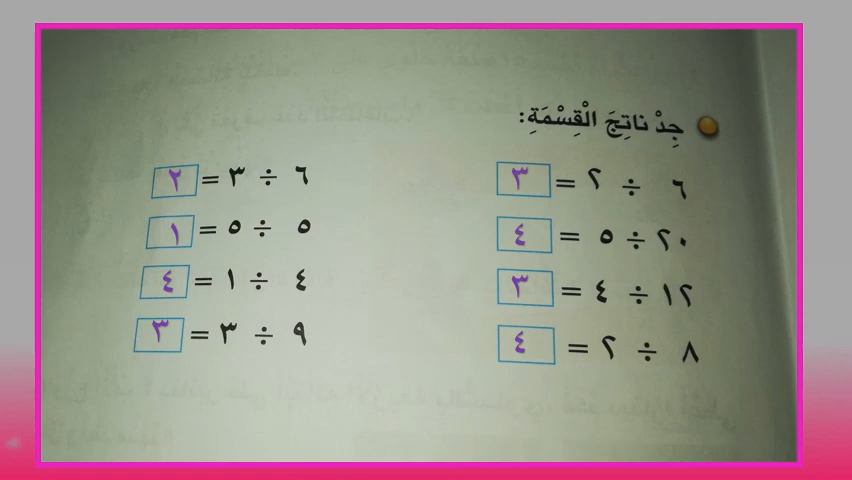 جِدْ ناتِجَ الْقِسْمَةِ:
٦ ÷ ٢ = ٣
٦ ÷ ٣ = ٢
٢٠ ÷ ٥ = ٤
٥ ÷ ٥ = ١
١٢ ÷ ٤ = ٣
٤ ÷ ١ = ٤
٨ ÷ ٢ = ٤
٩ ÷ ٣ = ٣